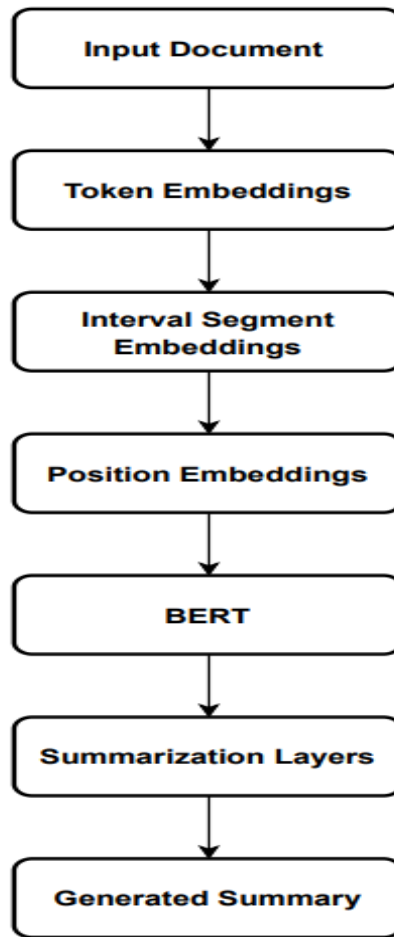 Input Document
Token Embeddings
Interval Segment
Embeddings
Position Embeddings
BERT
Summarization Layers
Generated Summary